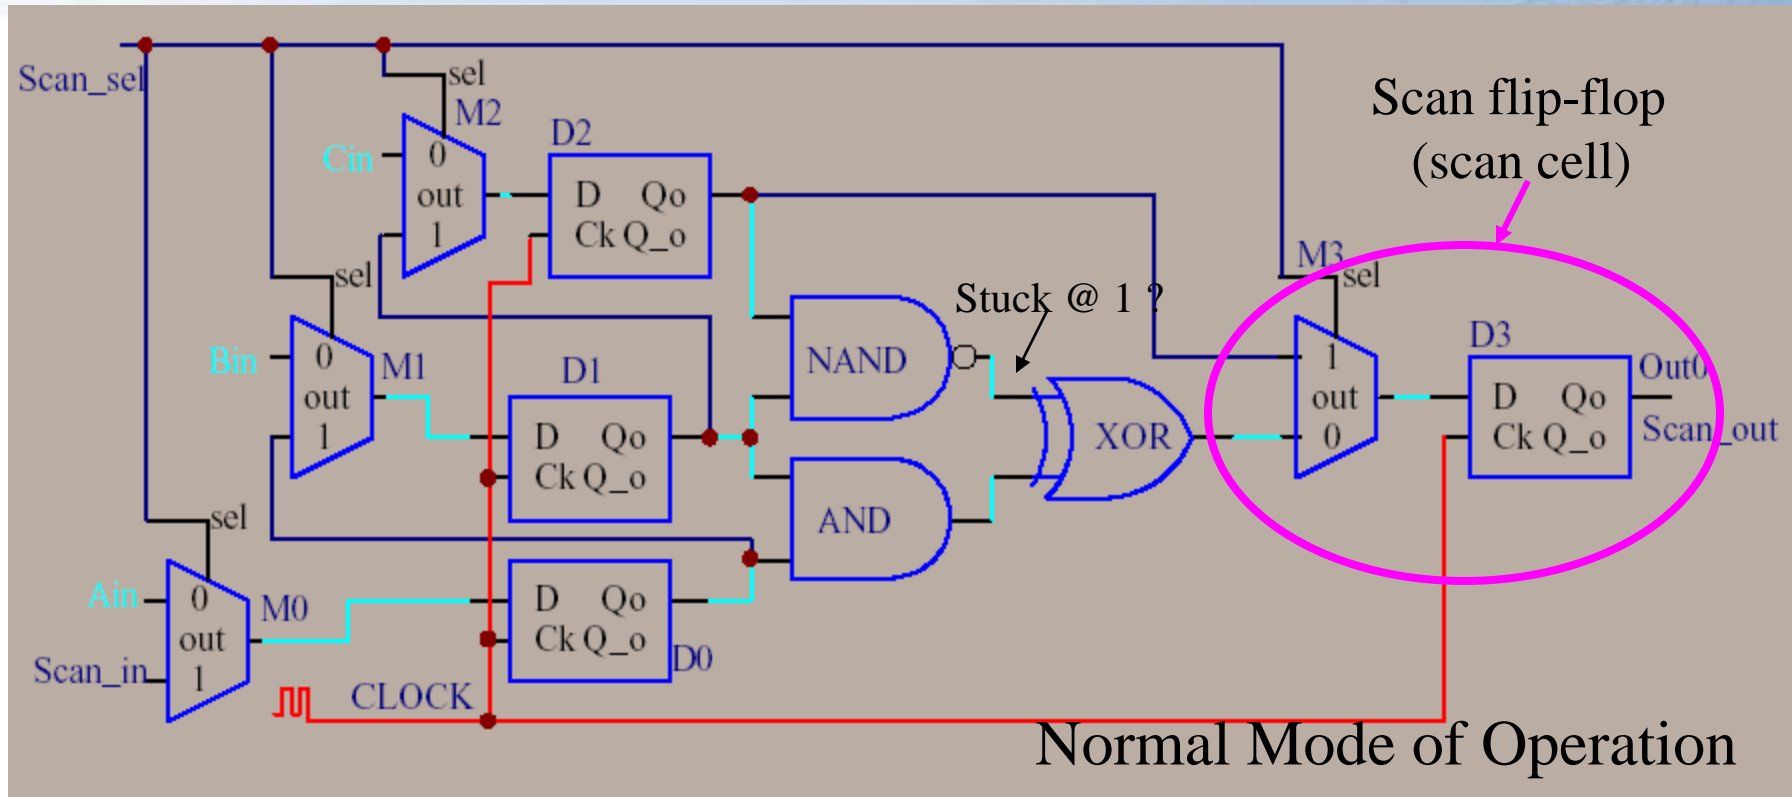 Scan_sel
sel
M2
Cin
0
out
1
D2
D Qo
Ck Q_o
Scan flip-flop
(scan cell)
sel
Bin
0
out
1
M1
D1
D Qo
Ck Q_o
Stuck @ 1 ?
NAND
AND
XOR
M3
sel
1
out
0
D3
D Qo
Ck Q_o
Out0
Scan_out
sel
Ain
0
out
1
M0
Scan_in
D Qo
Ck Q_o
D0
CLOCK
Normal Mode of Operation